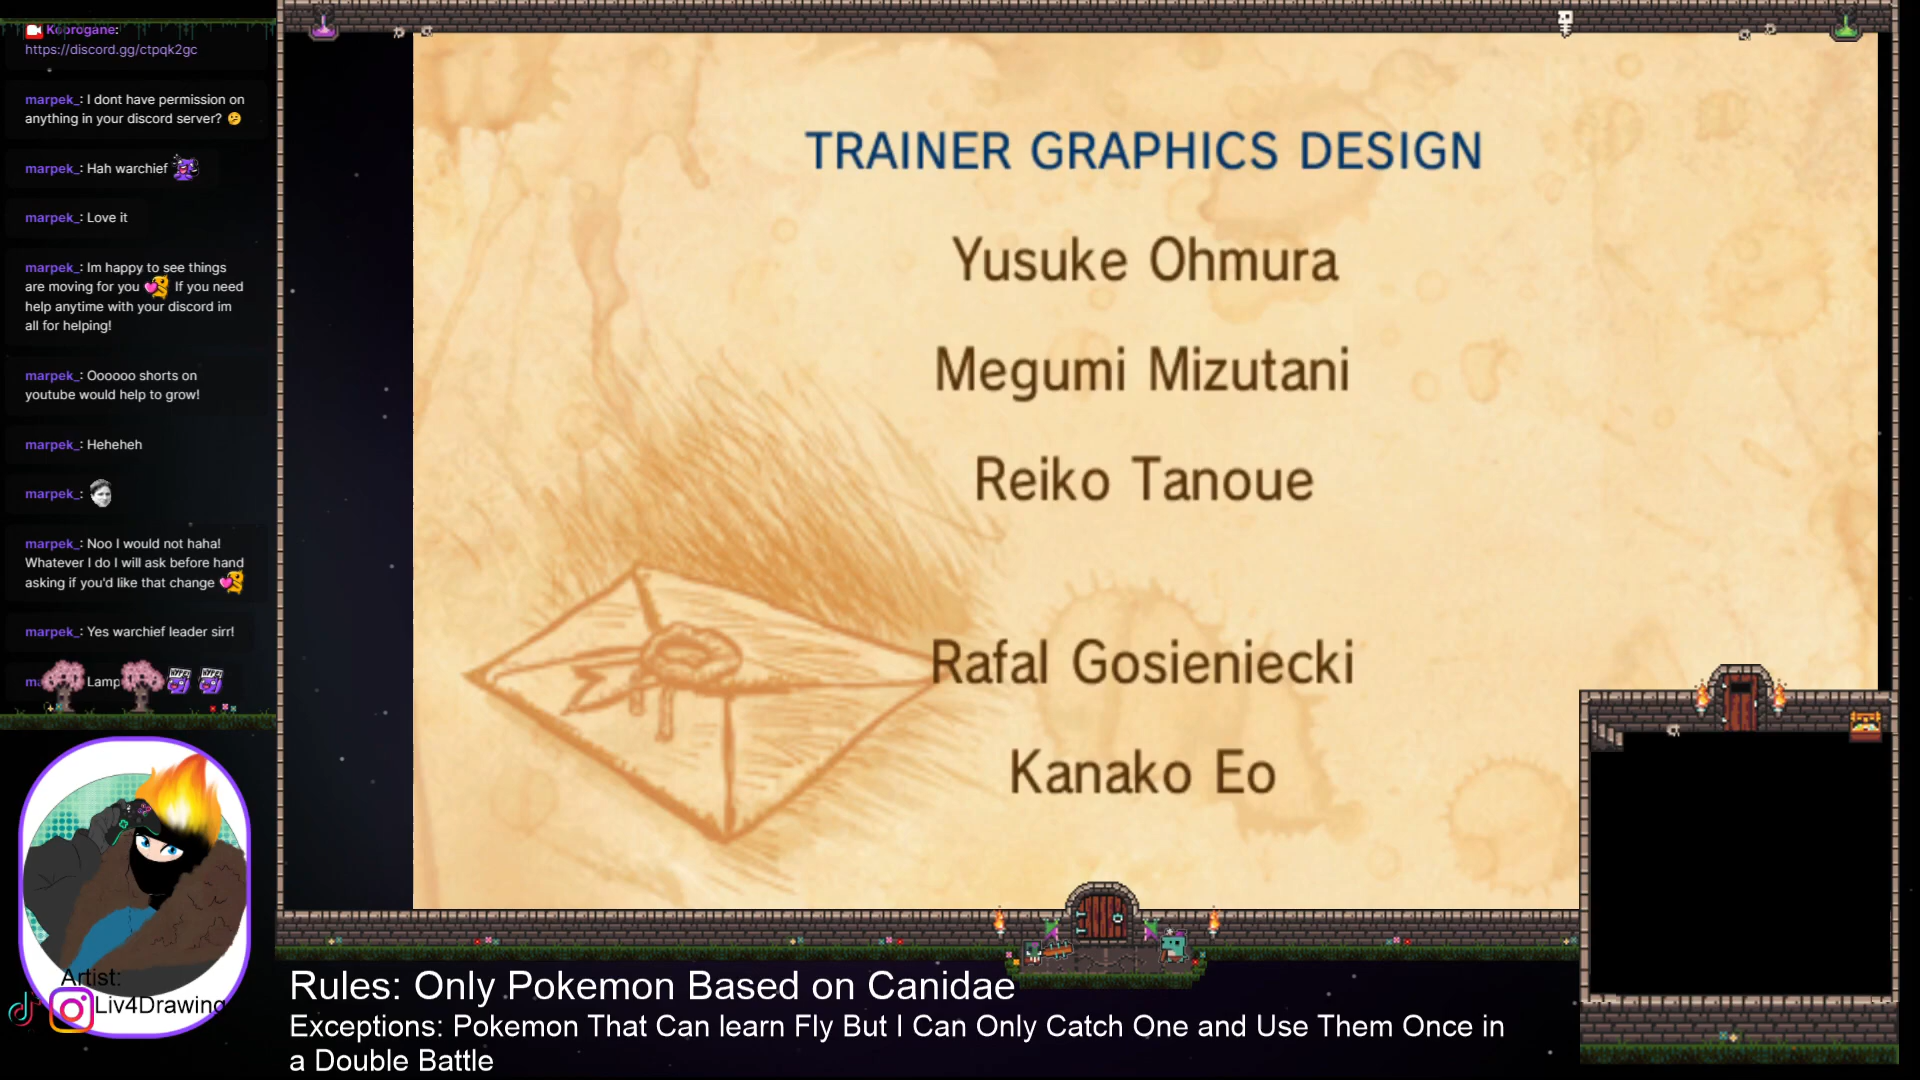 Koorogane:
https://discord.gg/ctpqk2gc
marpek_: I dont have permission on
anything in your discord server?
marpek_: Hah warchief
marpek_: Love it
marpek_: Im happy to see things
are moving for you If you need
help anytime with your discord im
all for helping!
marpek_: Oooooo shorts on
youtube would help to grow!
marpek_: Heheheh
marpek_:
marpek_: Noo I would not haha!
Whatever I do I will ask before hand
asking if you'd like that change
marpek_: Yes warchief leader sirr!
Lamp
Artist:
Liv4Drawing
TRAINER GRAPHICS DESIGN
Yusuke Ohmura
Megumi Mizutani
Reiko Tanoue
Rafal Gosieniecki
Kanako Eo
Rules: Only Pokemon Based on Canidae
Exceptions: Pokemon That Can learn Fly But I Can Only Catch One and Use Them Once in
a Double Battle